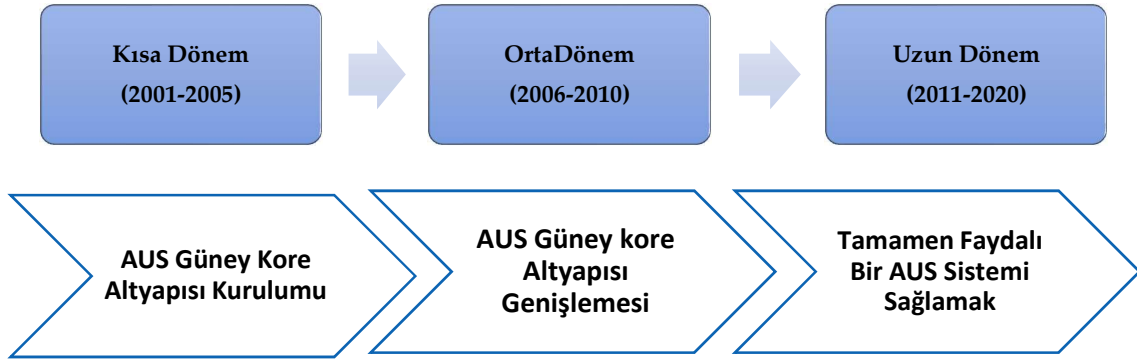 Kısa Dönem
(2001-2005)
OrtaDönem
(2006-2010)
Uzun Dönem
(2011-2020)
AUS Güney Kore
Altyapısı Kurulumu
AUS Güney kore
Altyapısı
Genişlemesi
Tamamen Faydalı
Bir AUS Sistemi
Sağlamak